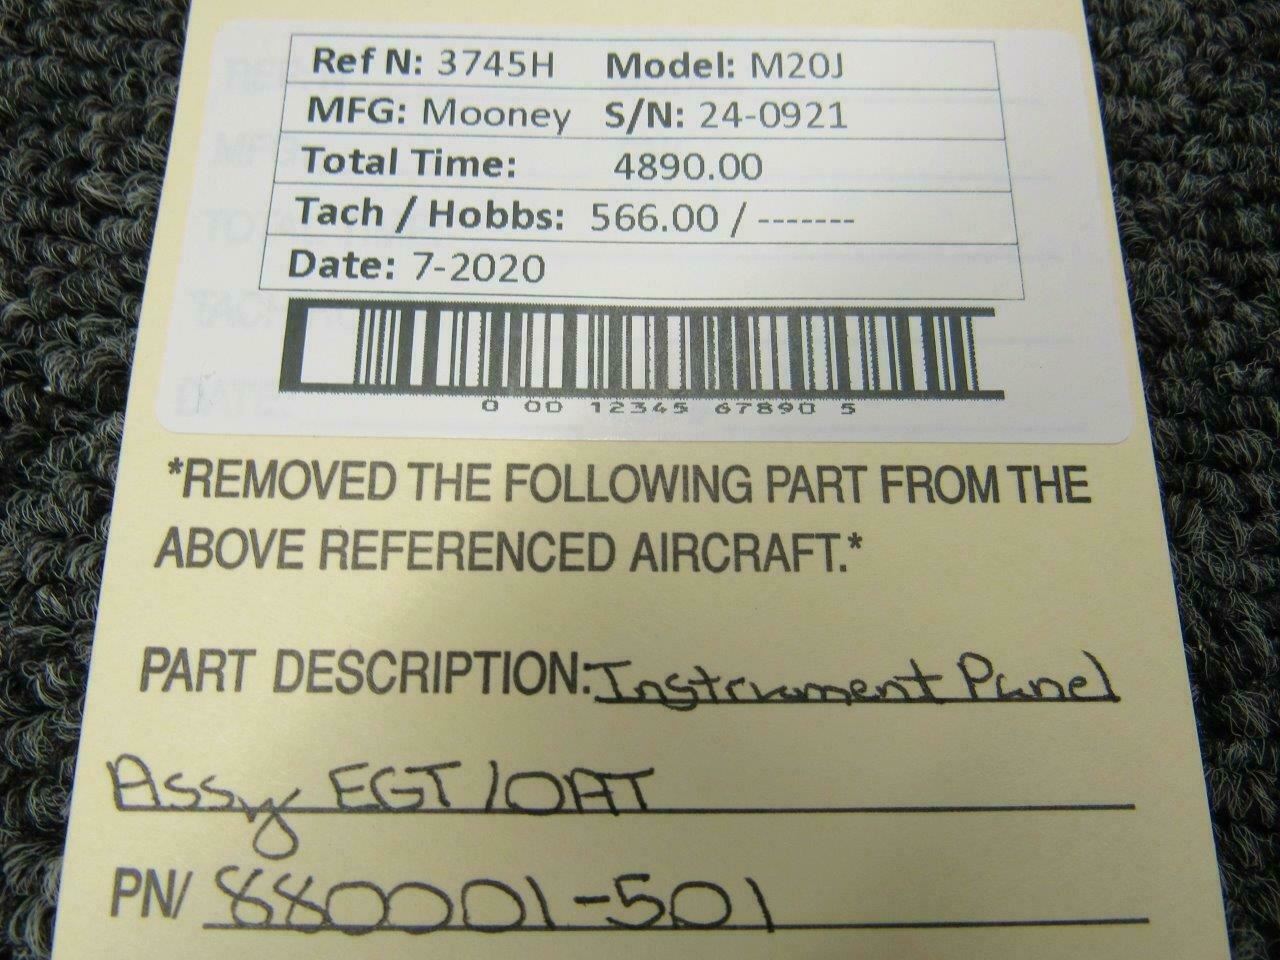 Ref N: 3745H Model: M20J
MFG: Mooney S/N: 24-0921
Total Time: 4890.00
Tach / Hobbs: 566.00 / -------
Date: 7-2020
0 00 12345 67890 5
*REMOVED THE FOLLOWING PART FROM THE
ABOVE REFERENCED AIRCRAFT.*
PART DESCRIPTION: Instrument Panel
Assy EGT/OAT
PN/ 880001-501